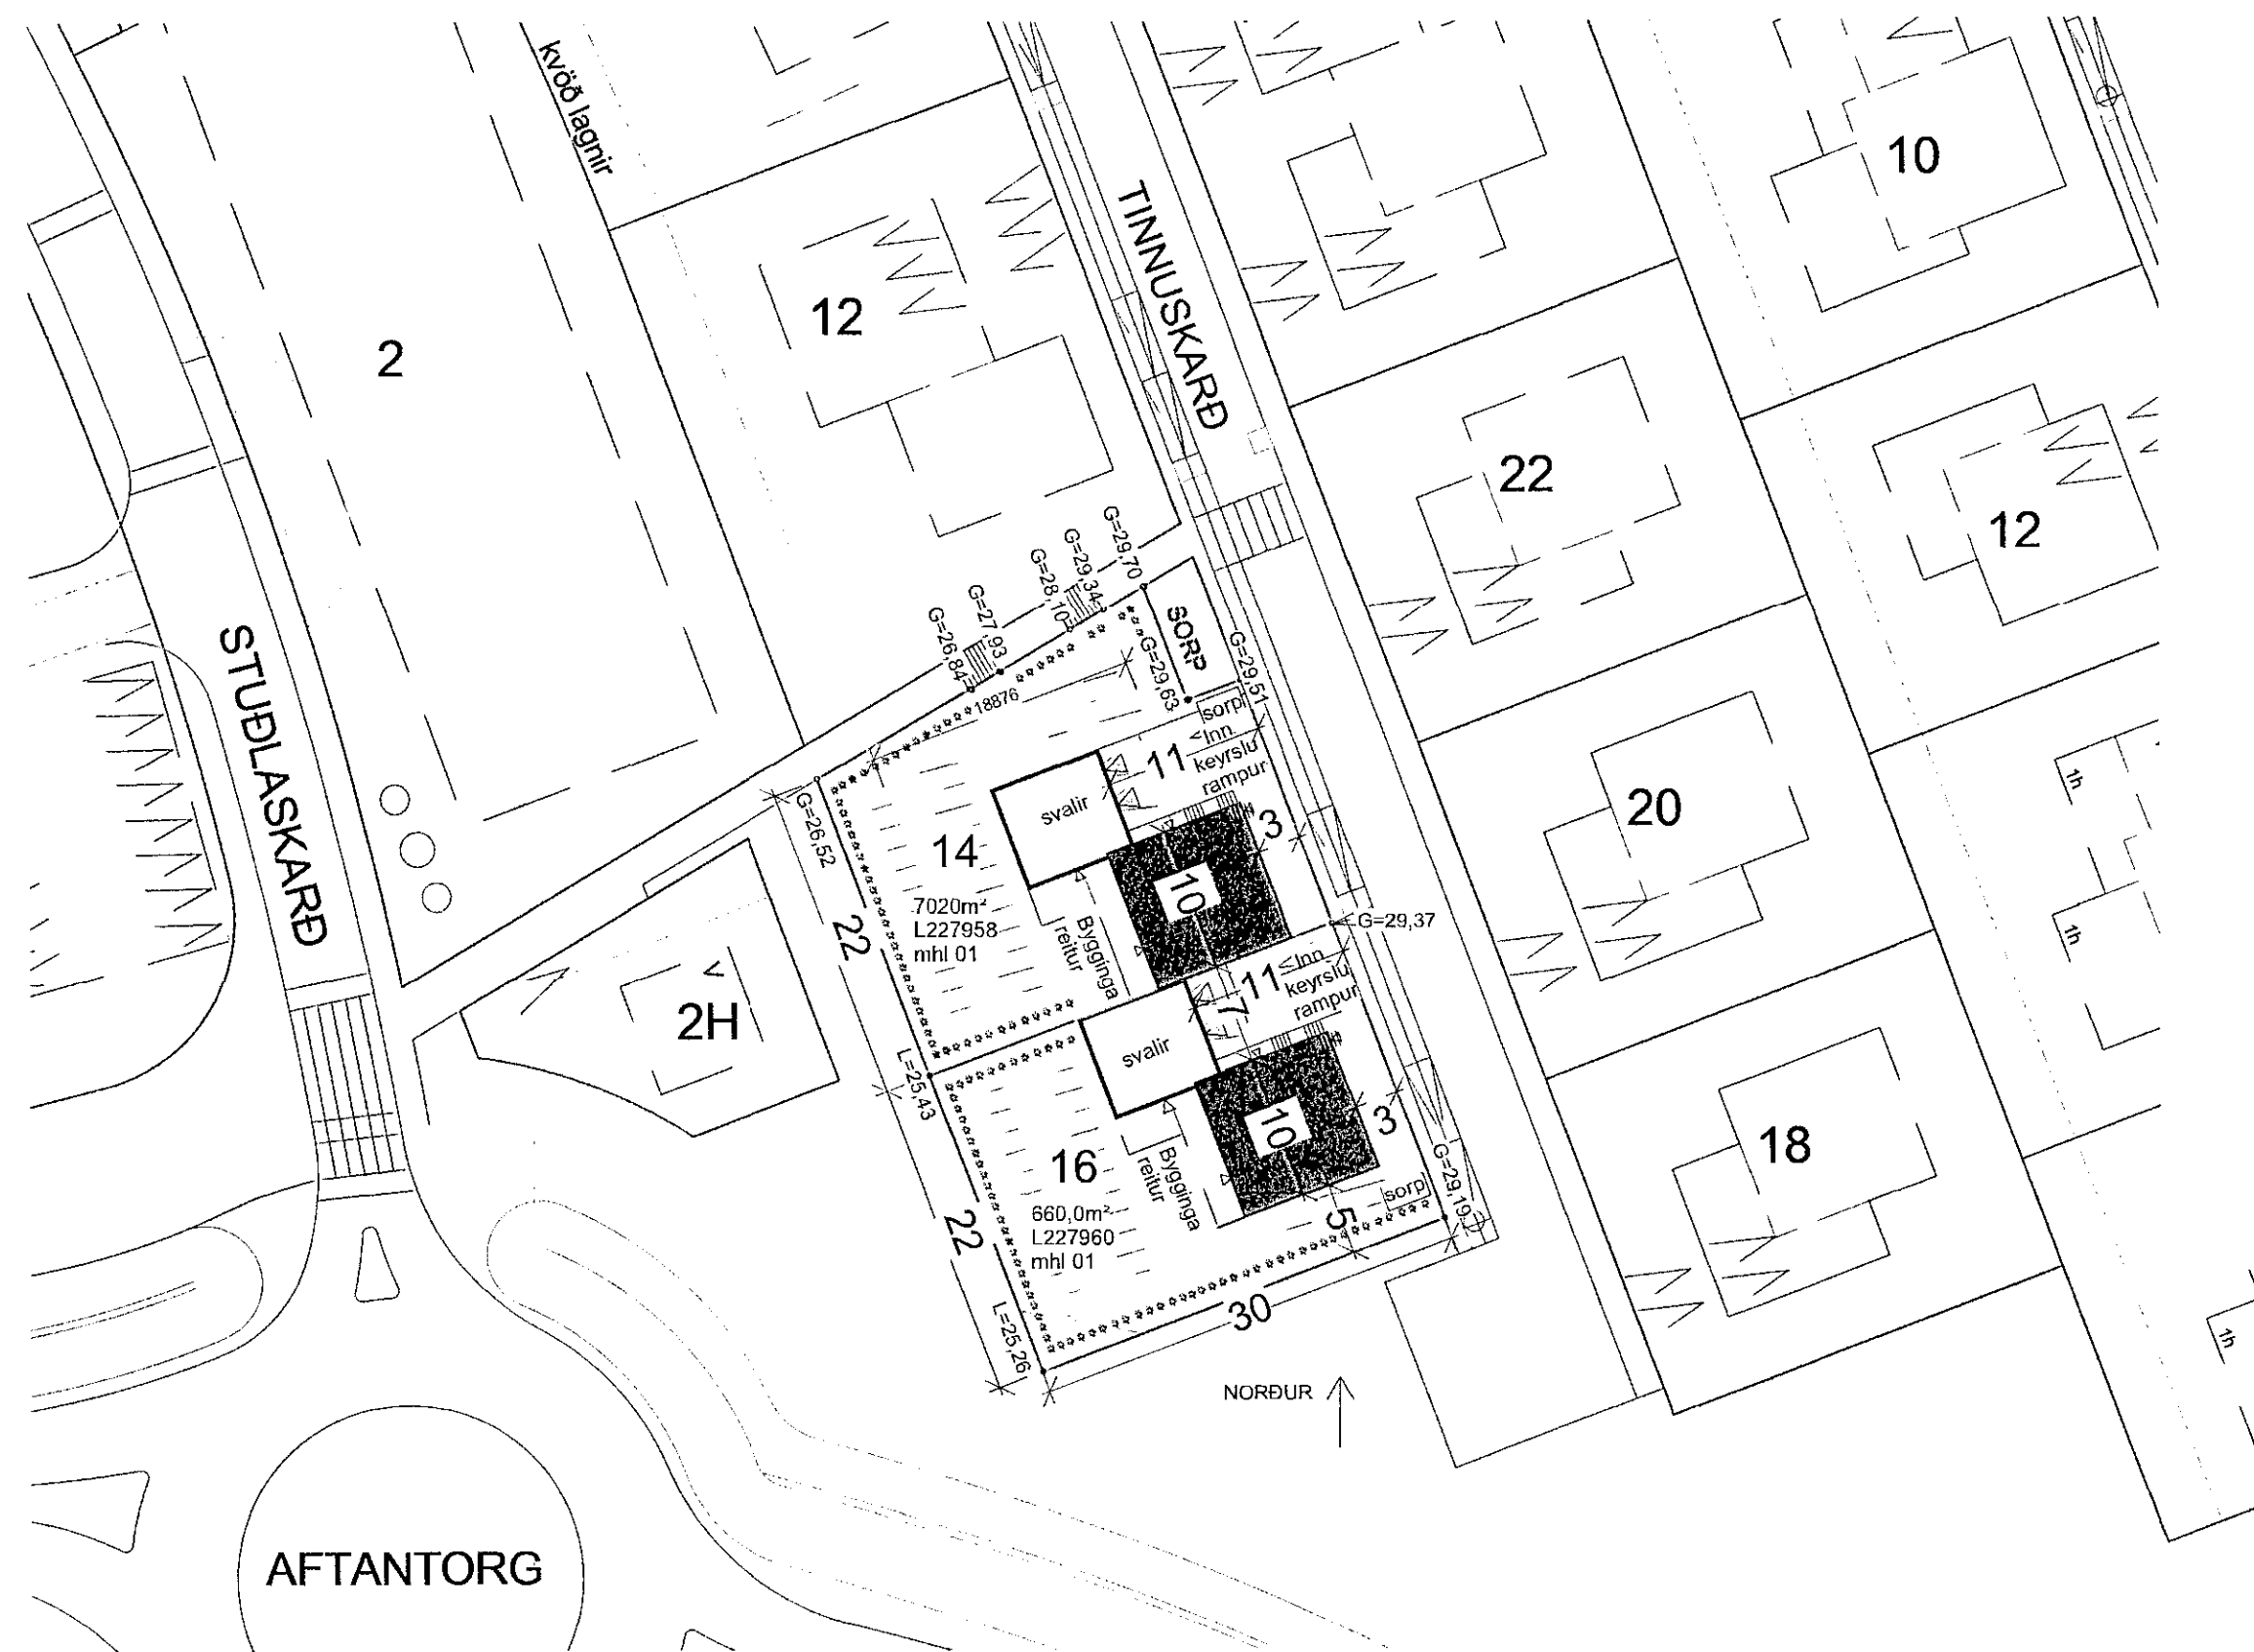 kvöð lagnir
TINNUSKARÐ
10
2
12
22
12
STUÐLASKARÐ
G=29,70
G=29,34
G=28,10
G=27,93
G=26,84
SORP
G=29,63
G=29,51
18876
sorp
<Inn
keyrslu
rampur
11
svalir
3
G=26,52
14
7020m²
L227958
mhl 01
10
Bygginga
reitur
22
G=29,37
20
2H
<Inn
keyrslu
rampur
11
7
svalir
L=25,43
10
3
16
660,0m²
L227960
mhl 01
Bygginga
reitur
sorp
G=29,19
5
22
L=25,26
30
18
1h
1h
1h
NORÐUR
AFTANTORG